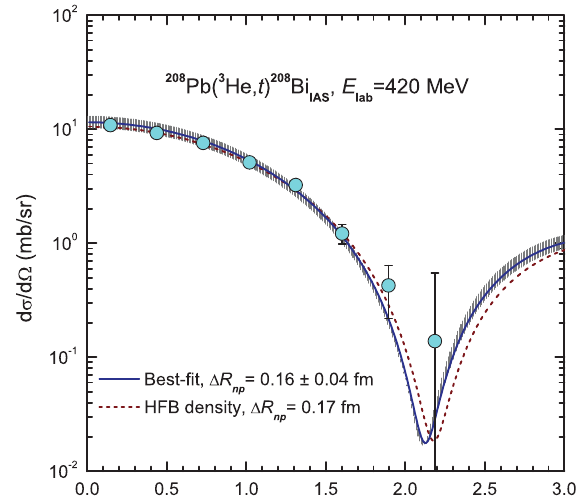 10²
²⁰⁸Pb(³He,t)²⁰⁸Bi_IAS, E_lab=420 MeV
10¹
dσ/dΩ (mb/sr)
10⁰
10⁻¹
Best-fit, ΔR_np= 0.16 ± 0.04 fm
HFB density, ΔR_np= 0.17 fm
10⁻²
0.0 0.5 1.0 1.5 2.0 2.5 3.0